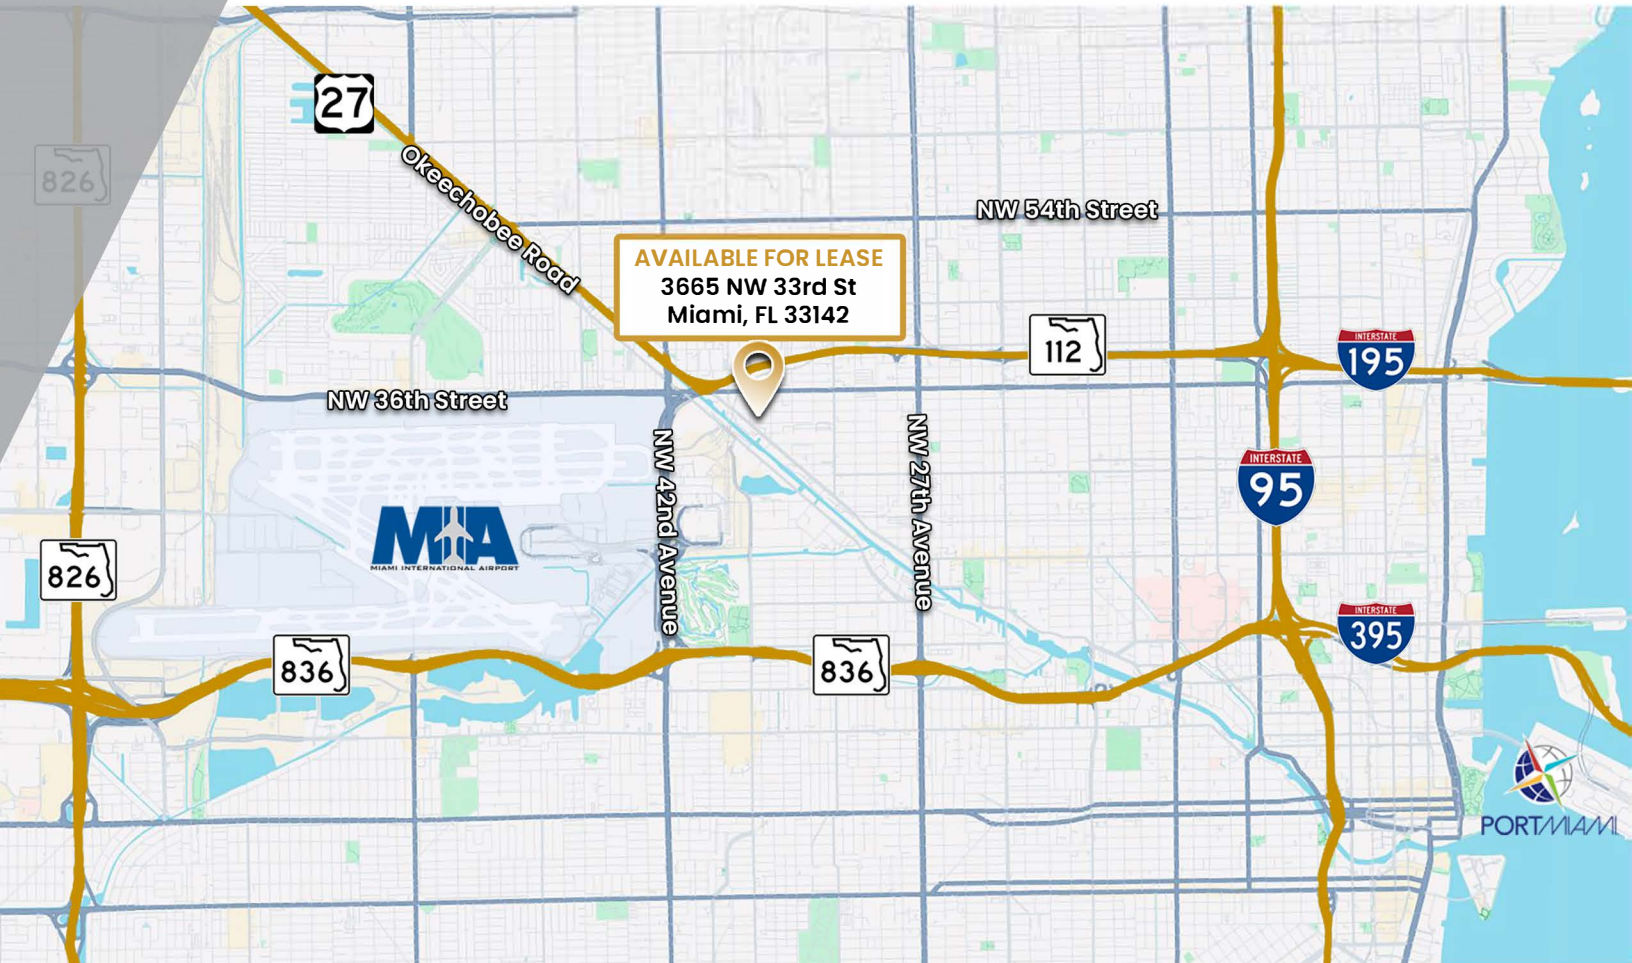 27
826
Okeechobee Road
NW 54th Street
AVAILABLE FOR LEASE
3665 NW 33rd St
Miami, FL 33142
112
INTERSTATE
195
NW 36th Street
NW 42nd Avenue
NW 27th Avenue
INTERSTATE
95
MIA
MIAMI INTERNATIONAL AIRPORT
826
INTERSTATE
395
836
836
PORTMIAMI